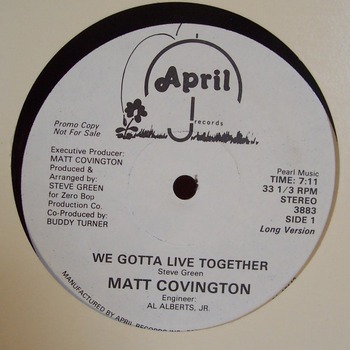 April
records
Promo Copy
Not For Sale
Executive Producer:
MATT COVINGTON
Produced &
Arranged by:
STEVE GREEN
for Zero Bop
Production Co.
Co-Produced by:
BUDDY TURNER
Pearl Music
TIME: 7:11
33 1/3 RPM
STEREO
3883
SIDE 1
Long Version
WE GOTTA LIVE TOGETHER
Steve Green
MATT COVINGTON
Engineer:
AL ALBERTS, JR.
MANUFACTURED BY APRIL RECORDS INC.